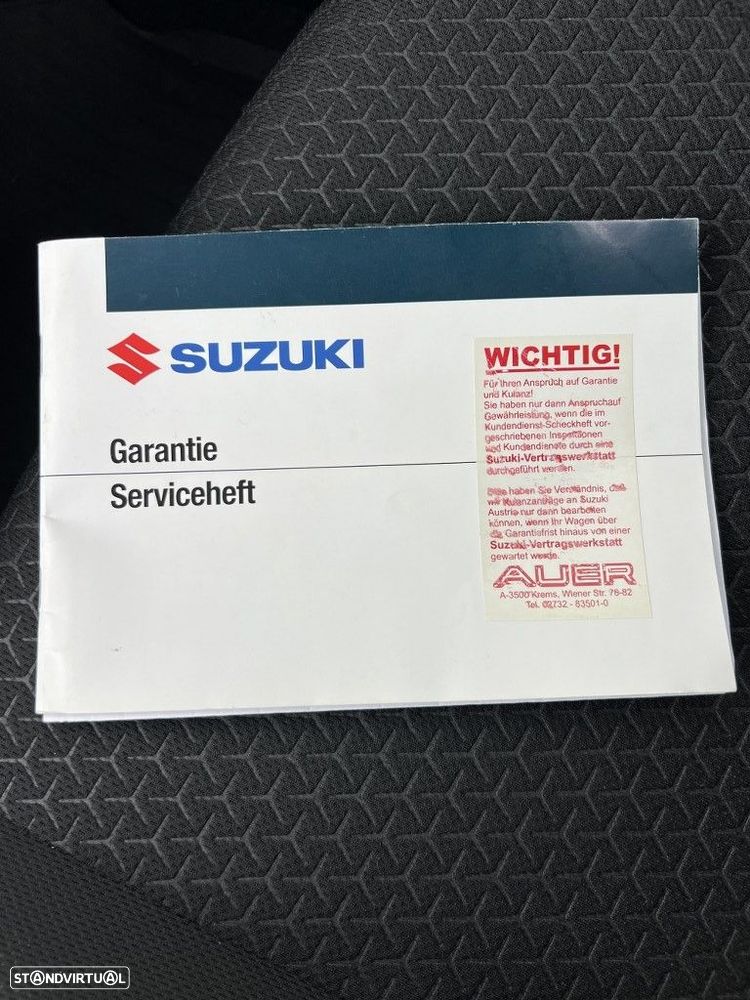 SUZUKI
Garantie
Serviceheft
WICHTIG!
Für Ihren Anspruch auf Garantie
und Kulanz!
Sie haben nur dann Anspruchauf
Gewährleistung, wenn die im
Kundendienst-Scheckheft vor-
geschriebenen Inspektionen
und Kundendienste durch eine
Suzuki-Vertragswerkstatt
durchgeführt werden.
Bitte haben Sie Verständnis, daß
wir Kulanzanträge an Suzuki
Austria nur dann bearbeiten
können, wenn Ihr Wagen über
die Garantiefrist hinaus von einer
Suzuki-Vertragswerkstatt
gewartet wurde.
AUER
A-3500 Krems, Wiener Str. 76-82
Tel. 02732 - 83501-0
STANDVIRTUAL